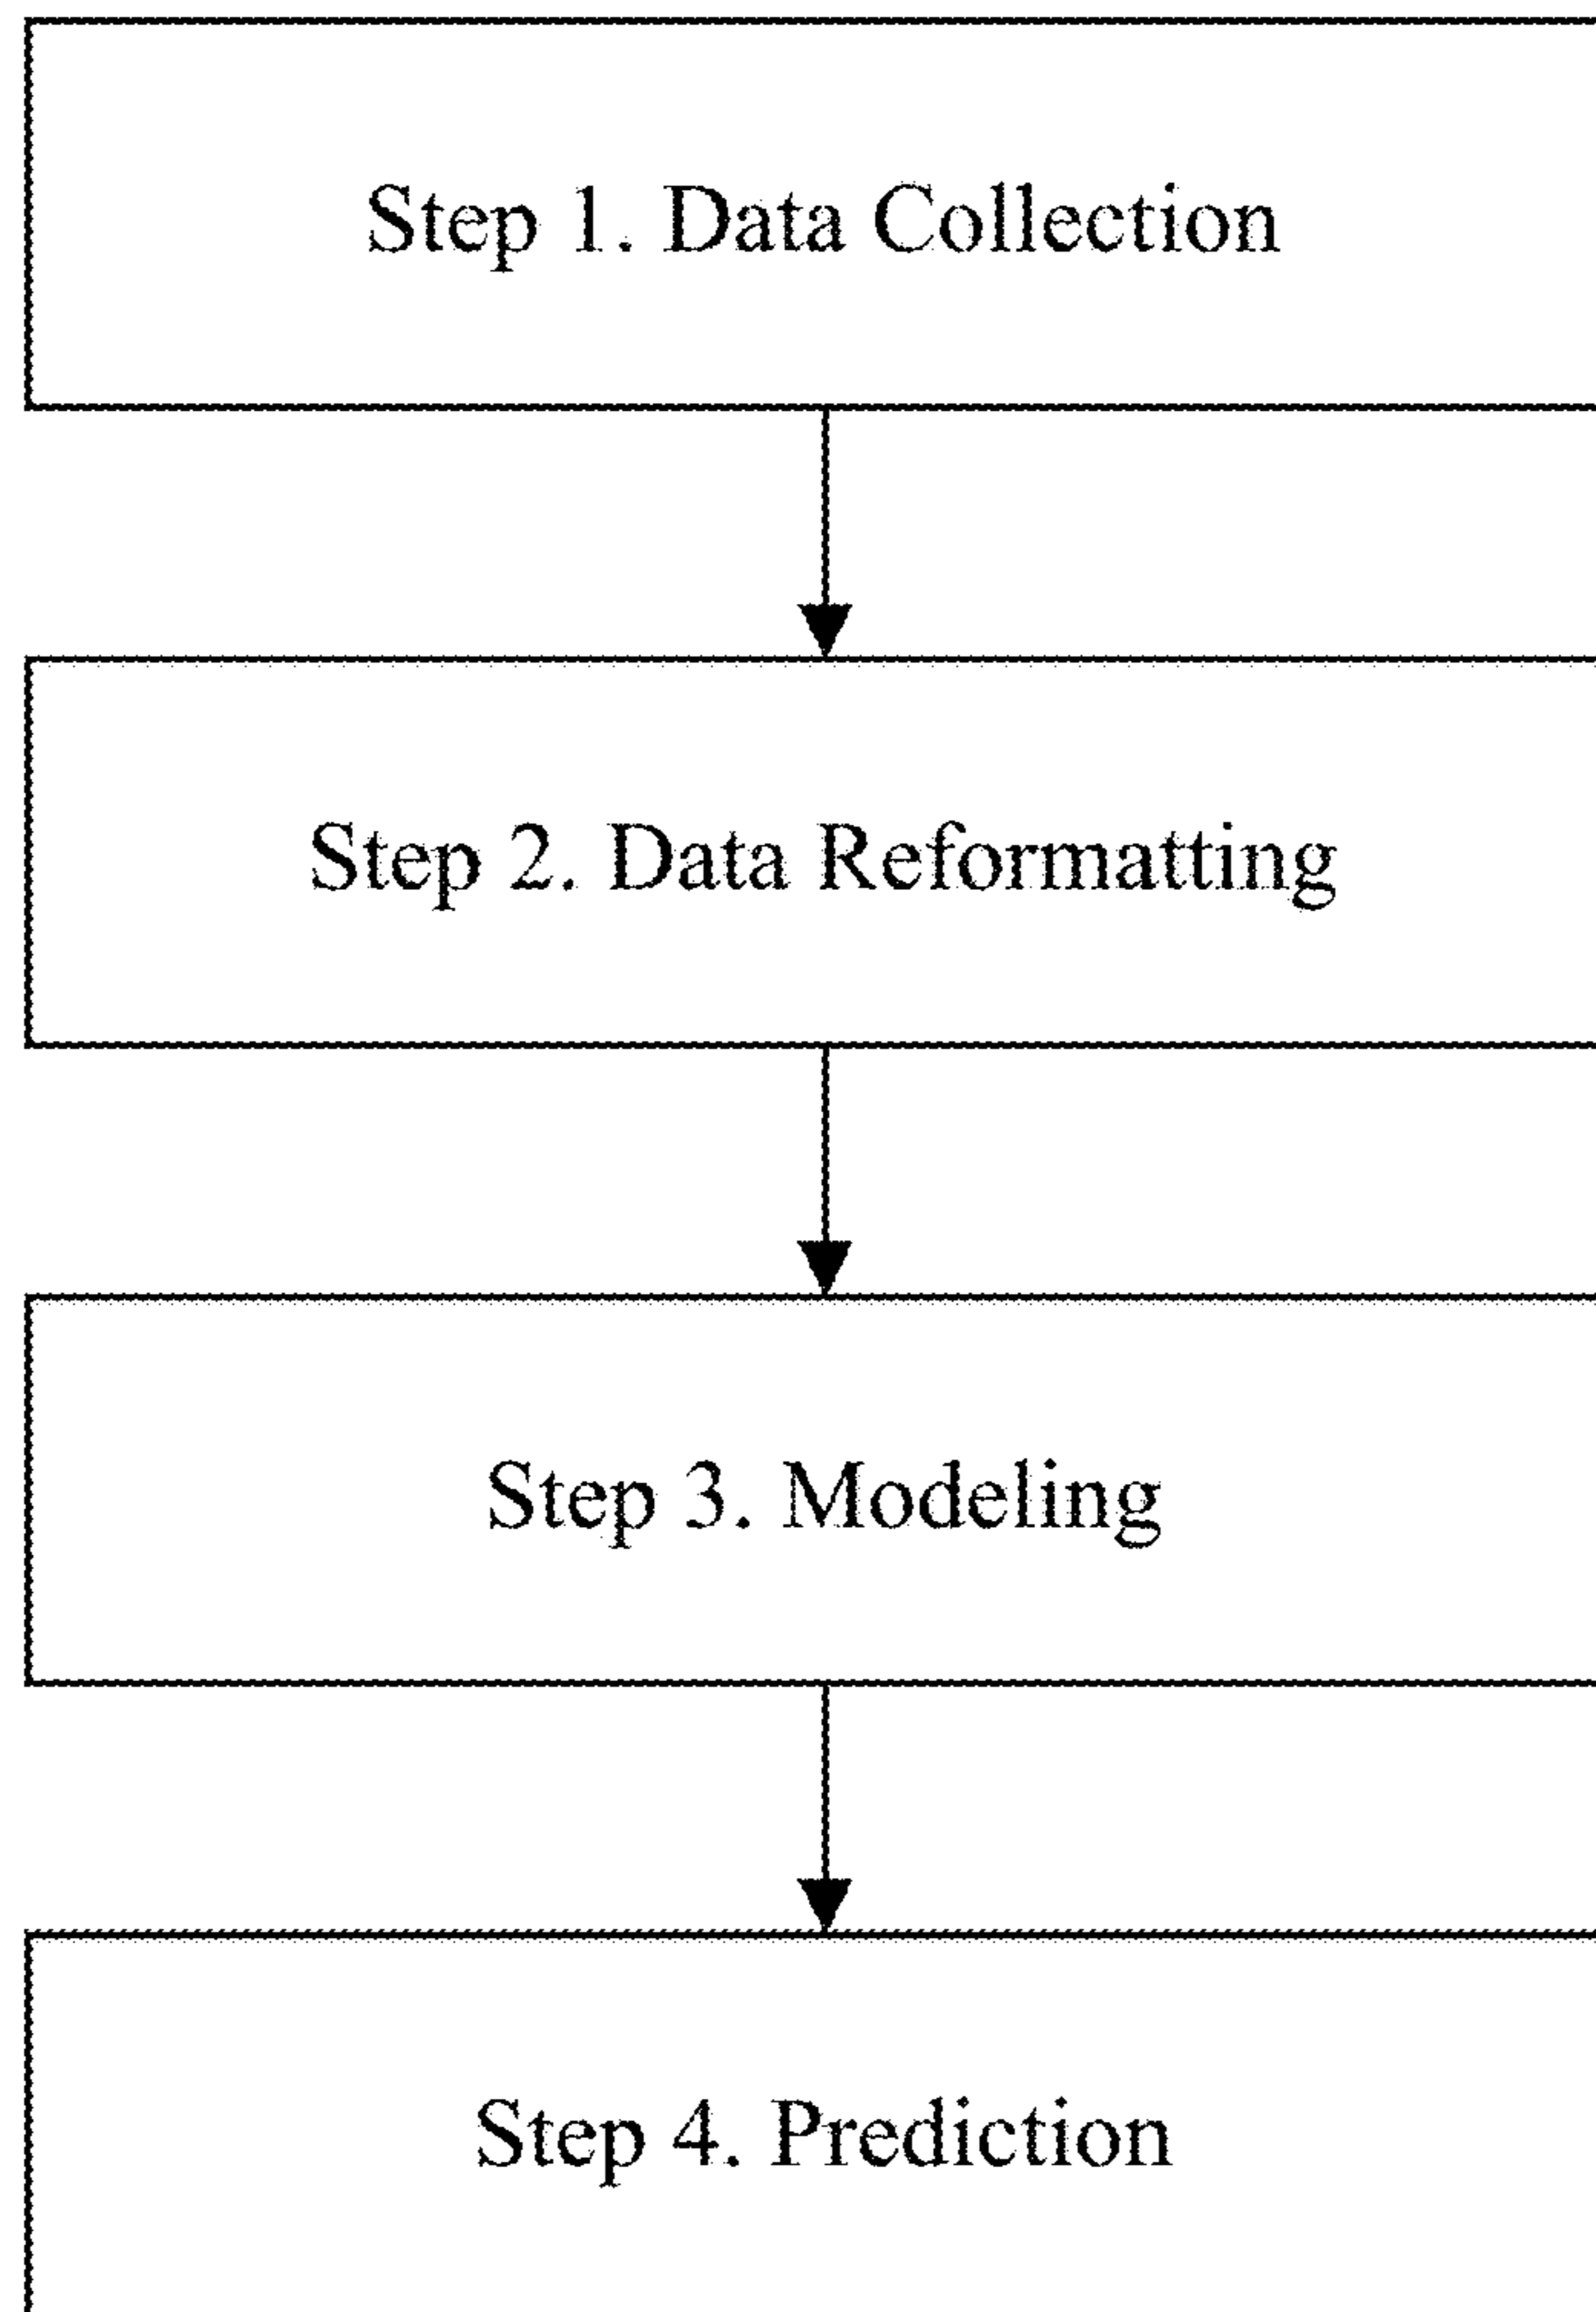 Step 1. Data Collection
Step 2. Data Reformatting
Step 3. Modeling
Step 4. Prediction